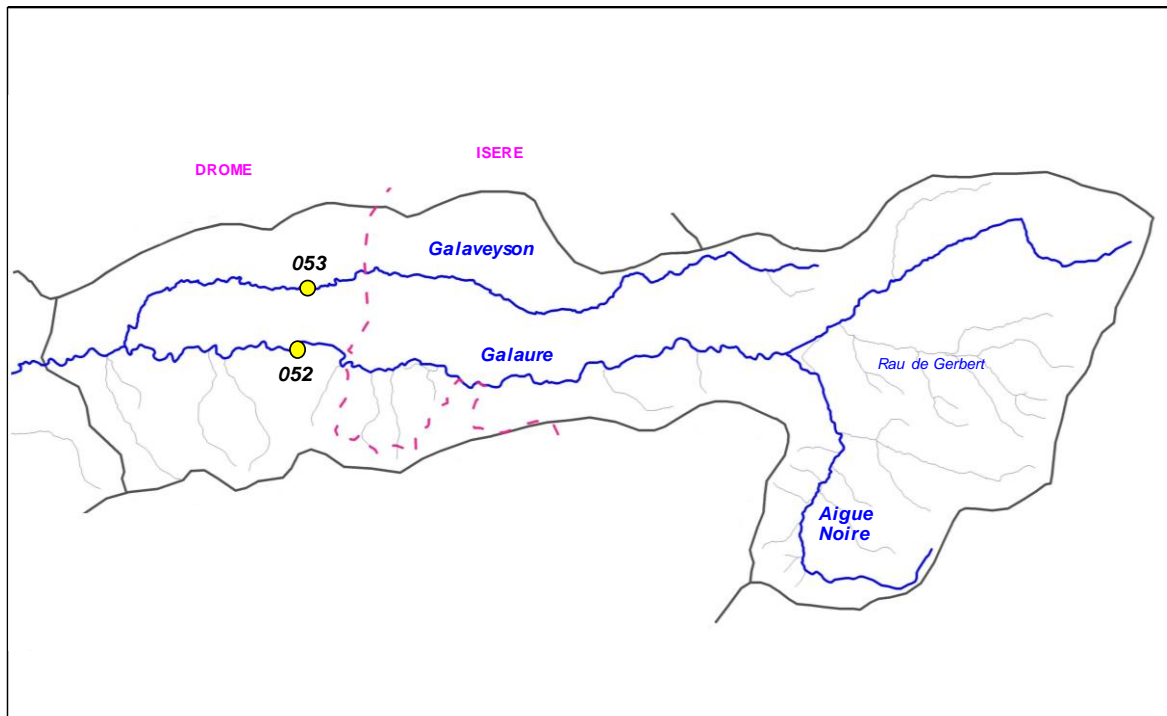 ISERE
DROME
Galaveyson
053
Galaure
052
Rau de Gerbert
Aigue
Noire